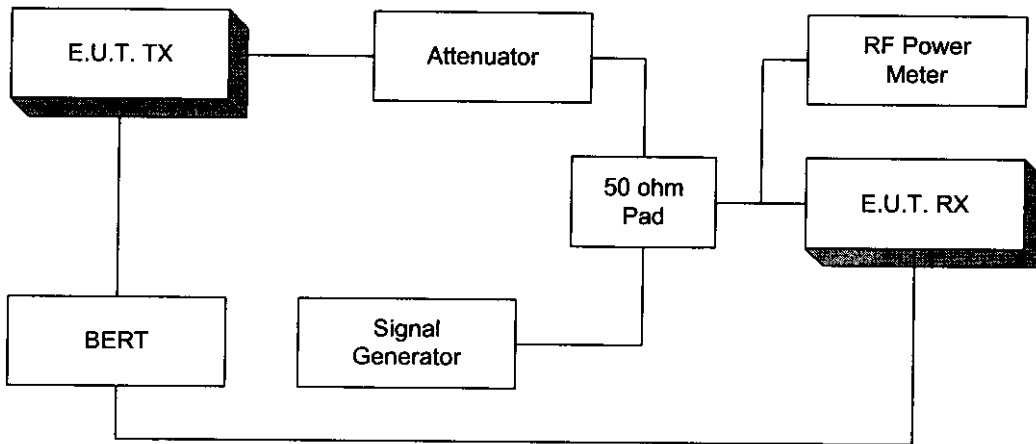 E.U.T. TX
Attenuator
RF Power
Meter
50 ohm
Pad
E.U.T. RX
BERT
Signal
Generator